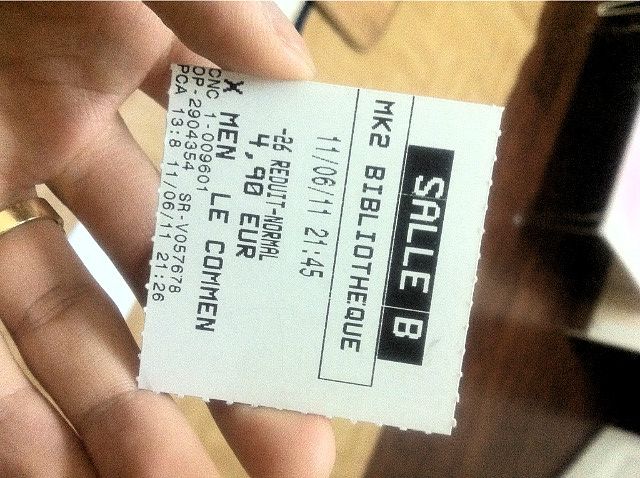 SALLE B
MK2 BIBLIOTHEQUE
11/06/11 21:45
-26 REDUIT-NORMAL
4,90 EUR
X MEN LE COMMEN
CNC 1-009601
OP-2904354 SR-V057678
PCA 13:8 11/06/11 21:26